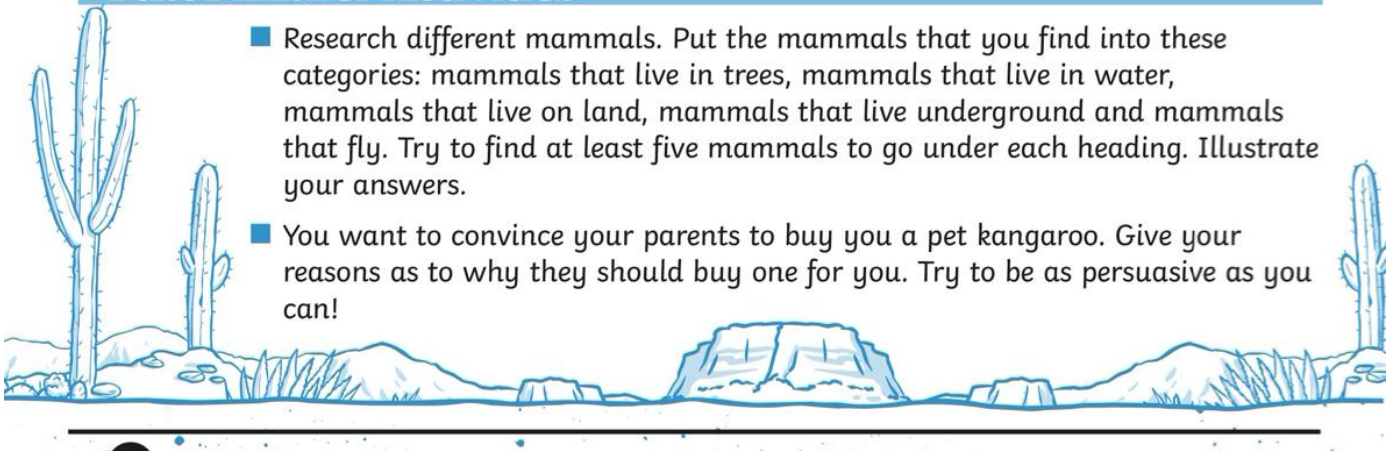 Research different mammals. Put the mammals that you find into these
categories: mammals that live in trees, mammals that live in water,
mammals that live on land, mammals that live underground and mammals
that fly. Try to find at least five mammals to go under each heading. Illustrate
your answers.
You want to convince your parents to buy you a pet kangaroo. Give your
reasons as to why they should buy one for you. Try to be as persuasive as you
can!